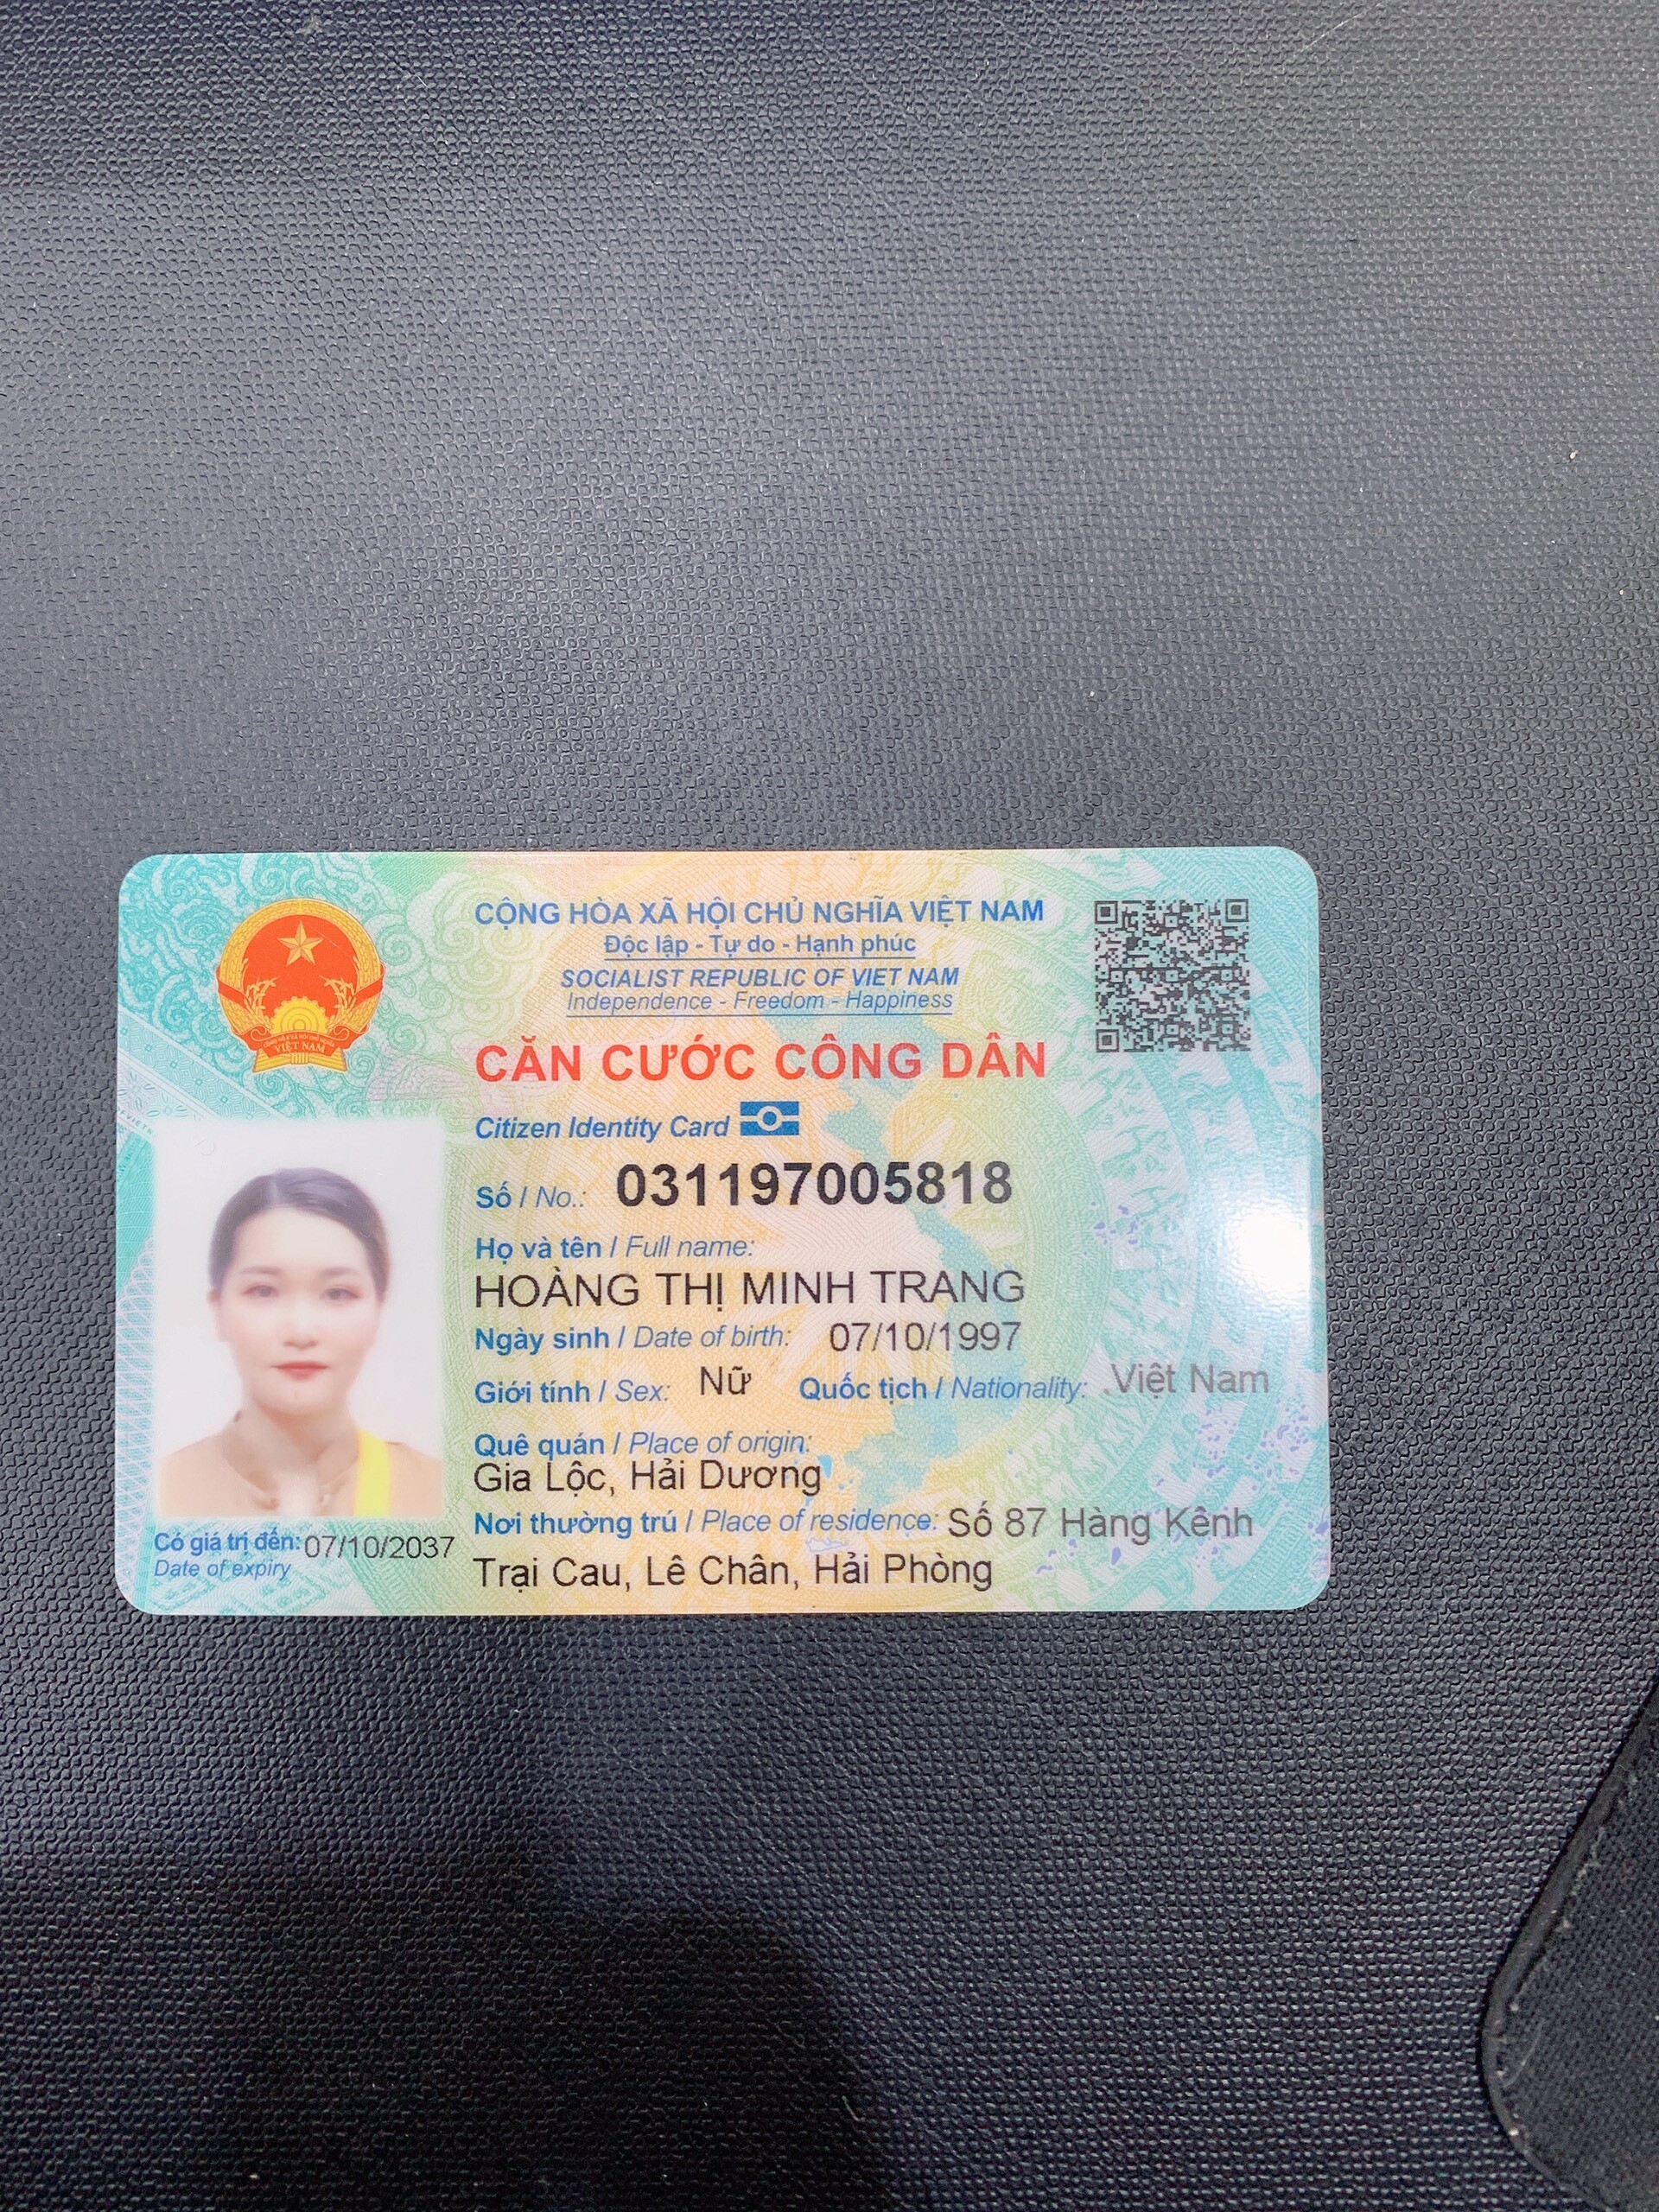 CỘNG HÒA XÃ HỘI CHỦ NGHĨA VIỆT NAM
Độc lập - Tự do - Hạnh phúc
SOCIALIST REPUBLIC OF VIET NAM
Independence - Freedom - Happiness
CĂN CƯỚC CÔNG DÂN
Citizen Identity Card
Số / No.: 031197005818
Họ và tên / Full name:
HOÀNG THỊ MINH TRANG
Ngày sinh / Date of birth: 07/10/1997
Giới tính / Sex: Nữ Quốc tịch / Nationality: Việt Nam
Quê quán / Place of origin:
Gia Lộc, Hải Dương
Nơi thường trú / Place of residence: Số 87 Hàng Kênh
Trại Cau, Lê Chân, Hải Phòng
Có giá trị đến: 07/10/2037
Date of expiry
VIỆT NAM